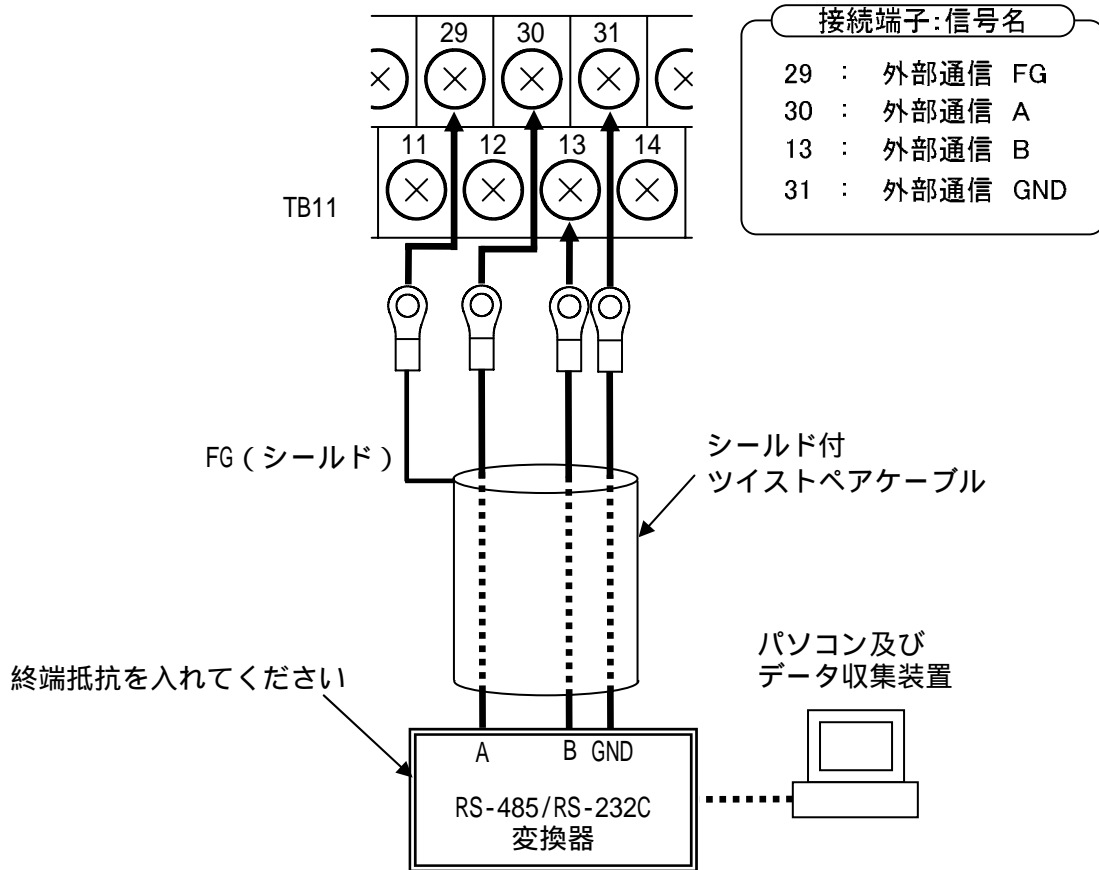 29 30 31
11 12 13 14
TB11
接続端子:信号名
29 : 外部通信 FG
30 : 外部通信 A
13 : 外部通信 B
31 : 外部通信 GND
FG(シールド)
シールド付
ツイストペアケーブル
終端抵抗を入れてください
パソコン及び
データ収集装置
A B GND
RS-485/RS-232C
変換器